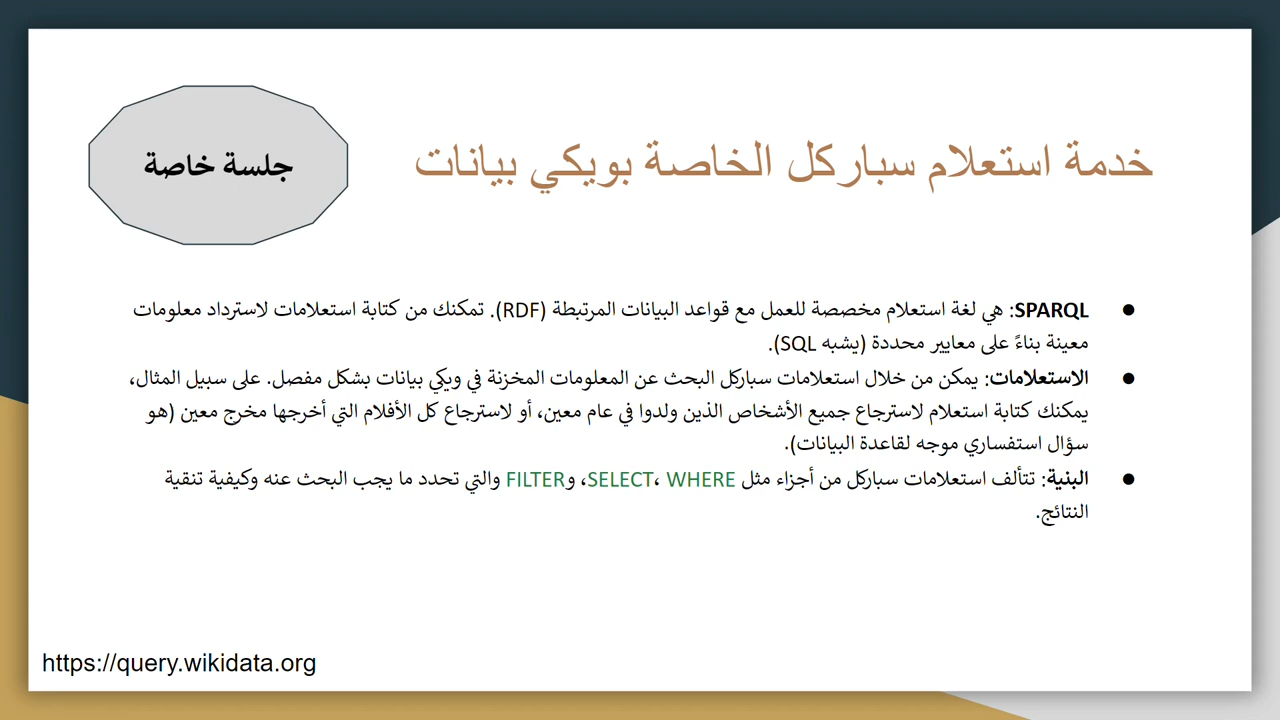 خدمة استعلام سباركل الخاصة بويكي بيانات
جلسة خاصة
● SPARQL: هي لغة استعلام مخصصة للعمل مع قواعد البيانات المرتبطة (RDF). تمكنك من كتابة استعلامات لاسترداد معلومات
معينة بناءً على معايير محددة (يشبه SQL).
● الاستعلامات: يمكن من خلال استعلامات سباركل البحث عن المعلومات المخزنة في ويكي بيانات بشكل مفصل. على سبيل المثال،
يمكنك كتابة استعلام لاسترجاع جميع الأشخاص الذين ولدوا في عام معين، أو لاسترجاع كل الأفلام التي أخرجها مخرج معين (هو
سؤال استفساري موجه لقاعدة البيانات).
● البنية: تتألف استعلامات سباركل من أجزاء مثل SELECT، WHERE، وFILTER والتي تحدد ما يجب البحث عنه وكيفية تنقية
النتائج.
https://query.wikidata.org